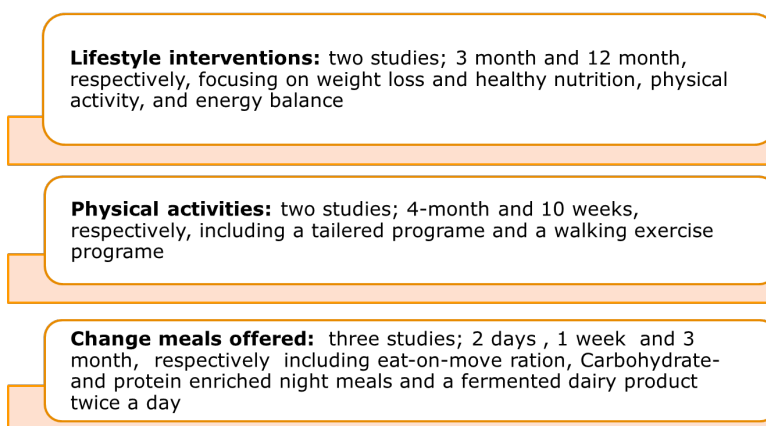 Lifestyle interventions: two studies; 3 month and 12 month,
respectively, focusing on weight loss and healthy nutrition, physical
activity, and energy balance
Physical activities: two studies; 4-month and 10 weeks,
respectively, including a tailered programe and a walking exercise
programe
Change meals offered:  three studies; 2 days , 1 week  and 3
month,  respectively  including eat-on-move ration, Carbohydrate-
and protein enriched night meals and a fermented dairy product
twice a day